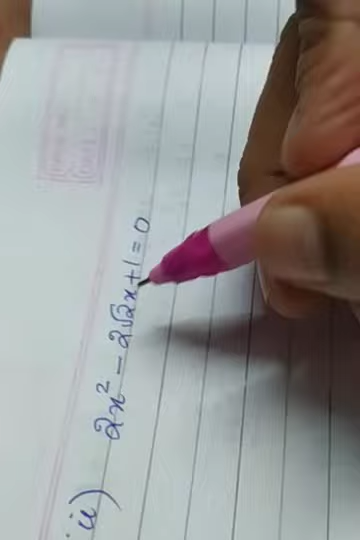 ii) 2x² - 2√2x + 1 = 0